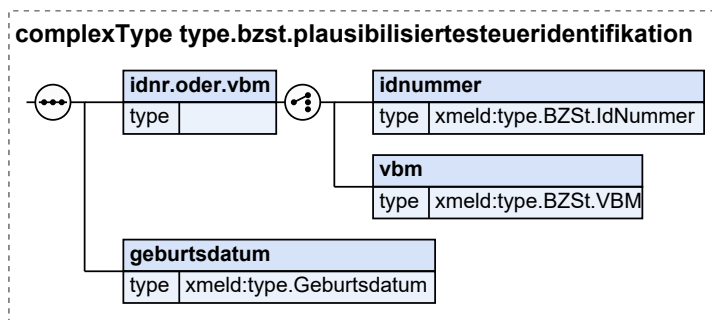 complexType type.bzst.plausibilisiertesteueridentifikation
idnr.oder.vbm
type
idnummer
type xmeld:type.BZSt.IdNummer
vbm
type xmeld:type.BZSt.VBM
geburtsdatum
type xmeld:type.Geburtsdatum